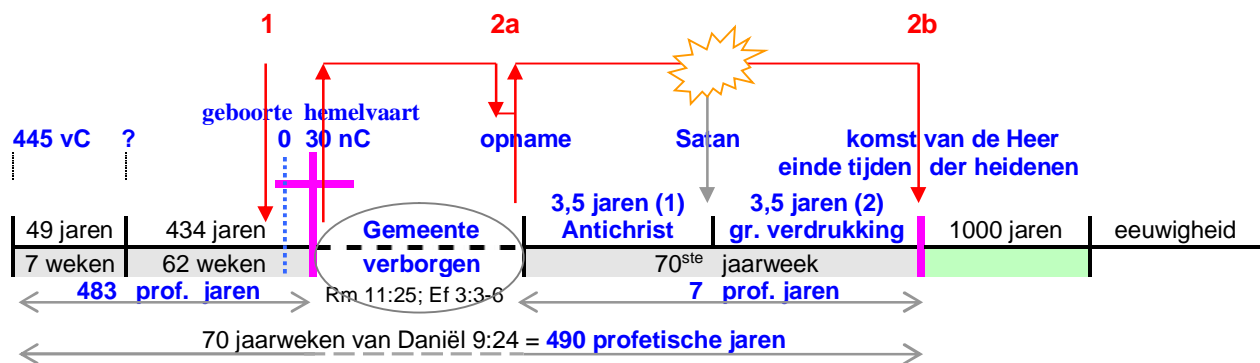 1 2a 2b
geboorte hemelvaart
445 vC ? 0 30 nC opname Satan komst van de Heer
einde tijden der heidenen
3,5 jaren (1) 3,5 jaren (2)
49 jaren 434 jaren Gemeente Antichrist gr. verdrukking 1000 jaren eeuwigheid
7 weken 62 weken verborgen 70ste jaarweek
483 prof. jaren Rm 11:25; Ef 3:3-6 7 prof. jaren
70 jaarweken van Daniël 9:24 = 490 profetische jaren